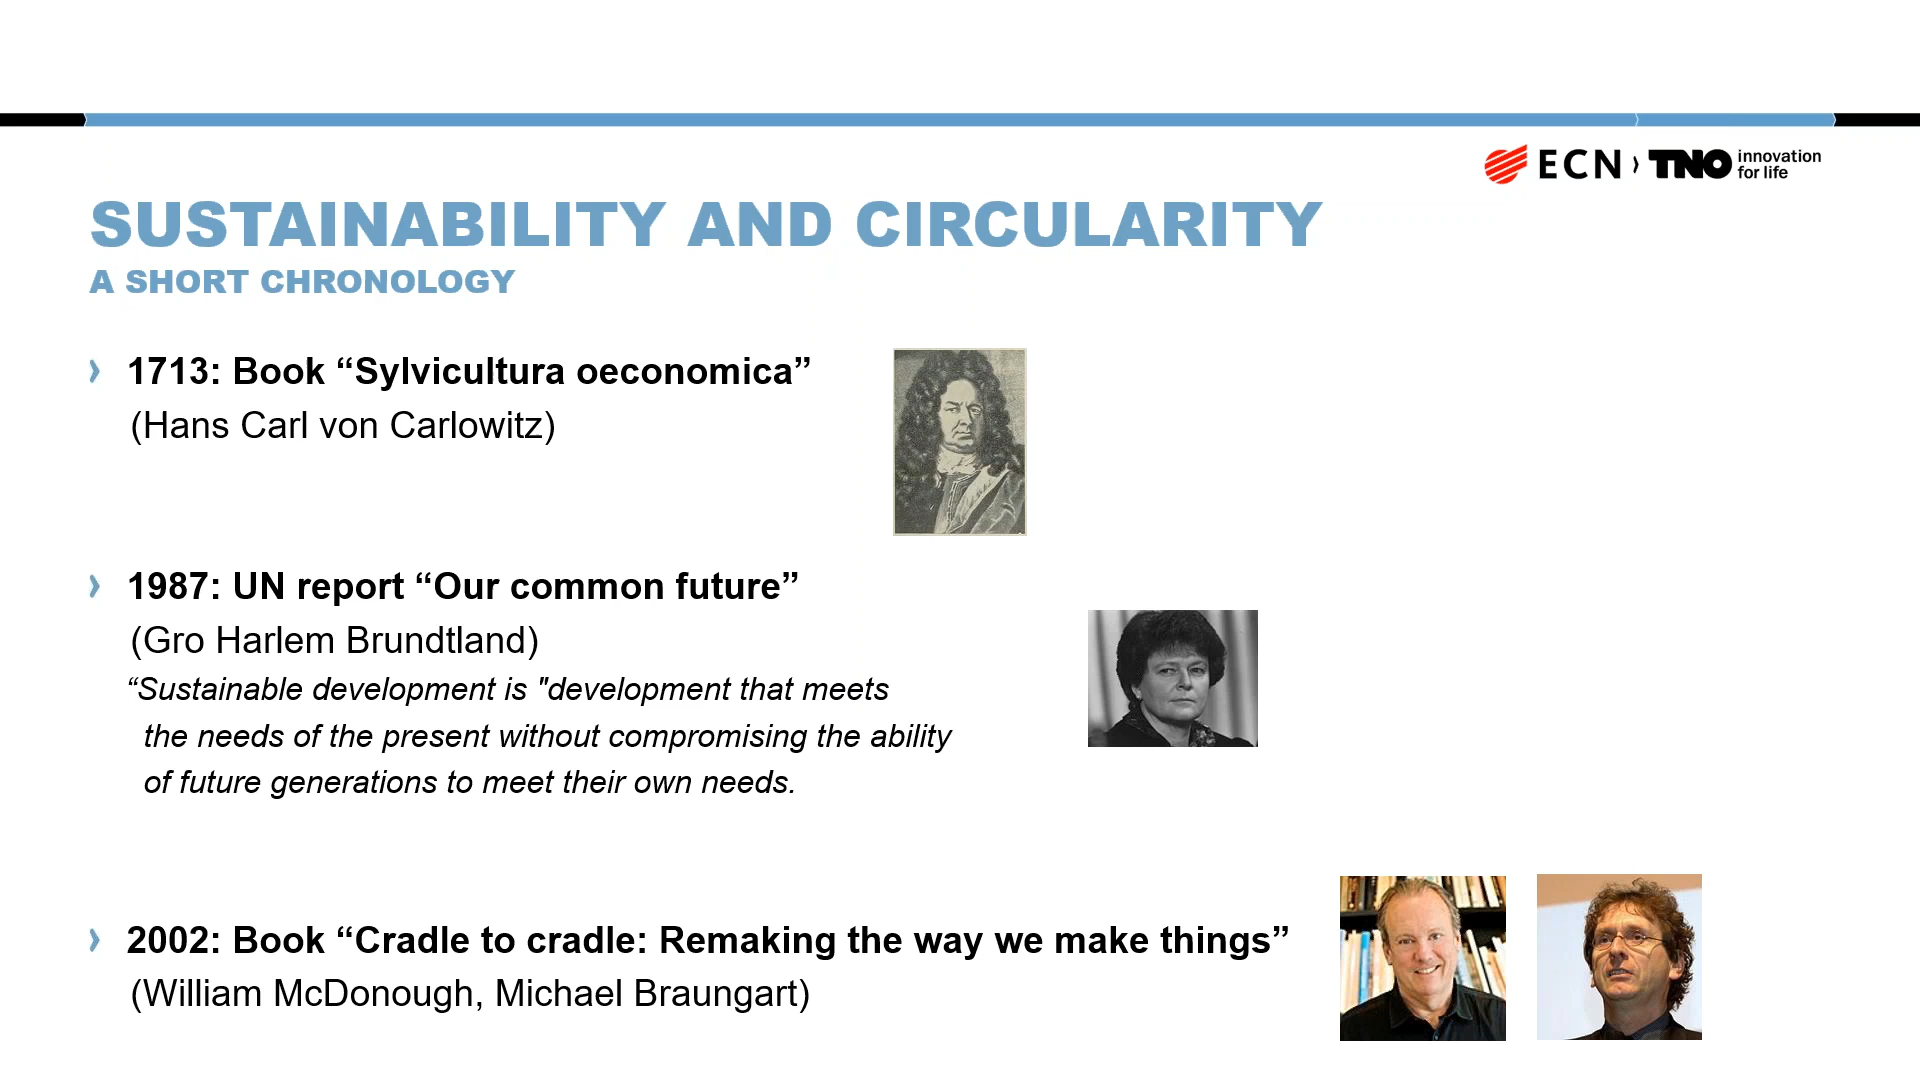 ECN › TNO innovation
for life
SUSTAINABILITY AND CIRCULARITY
A SHORT CHRONOLOGY
› 1713: Book “Sylvicultura oeconomica”
(Hans Carl von Carlowitz)
› 1987: UN report “Our common future”
(Gro Harlem Brundtland)
“Sustainable development is "development that meets
the needs of the present without compromising the ability
of future generations to meet their own needs.
› 2002: Book “Cradle to cradle: Remaking the way we make things”
(William McDonough, Michael Braungart)